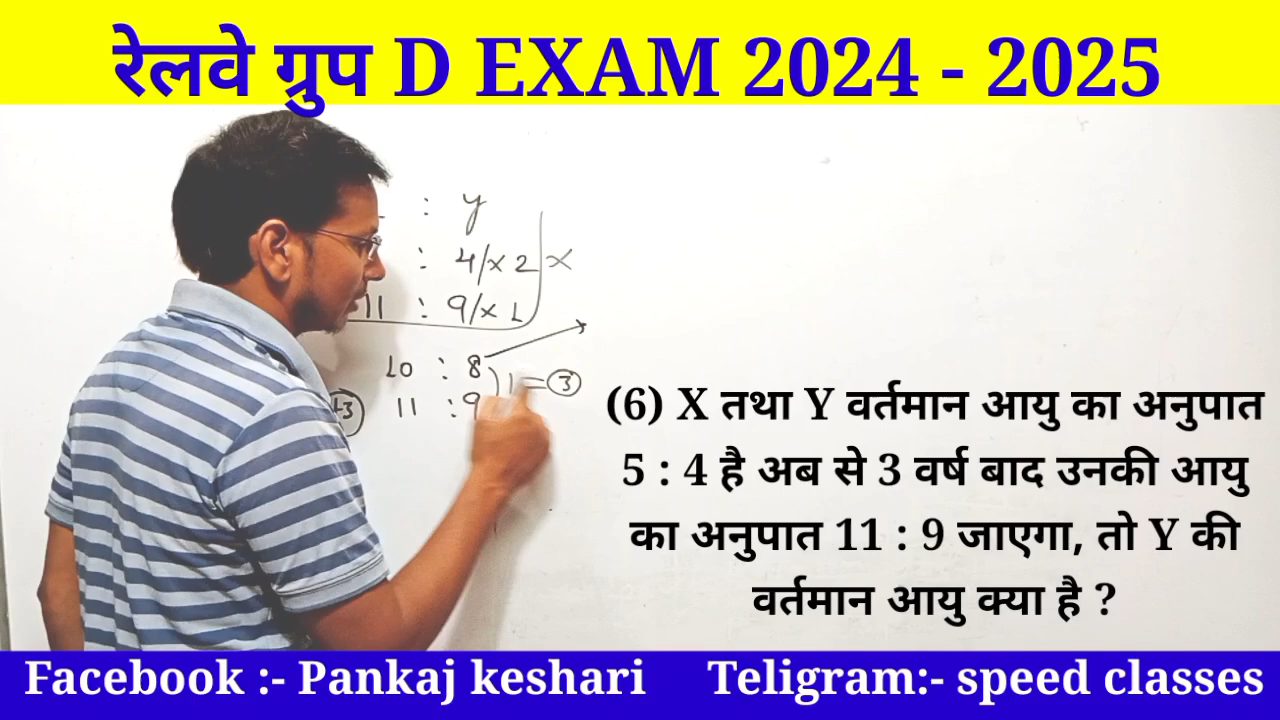 रेलवे ग्रुप D EXAM 2024 - 2025
: y
: 4/x 2 x
11 : 9/x 1
10 : 8
= 3
+3 11 : 9
(6) X तथा Y वर्तमान आयु का अनुपात
5 : 4 है अब से 3 वर्ष बाद उनकी आयु
का अनुपात 11 : 9 जाएगा, तो Y की
वर्तमान आयु क्या है ?
Facebook :- Pankaj keshari Teligram:- speed classes